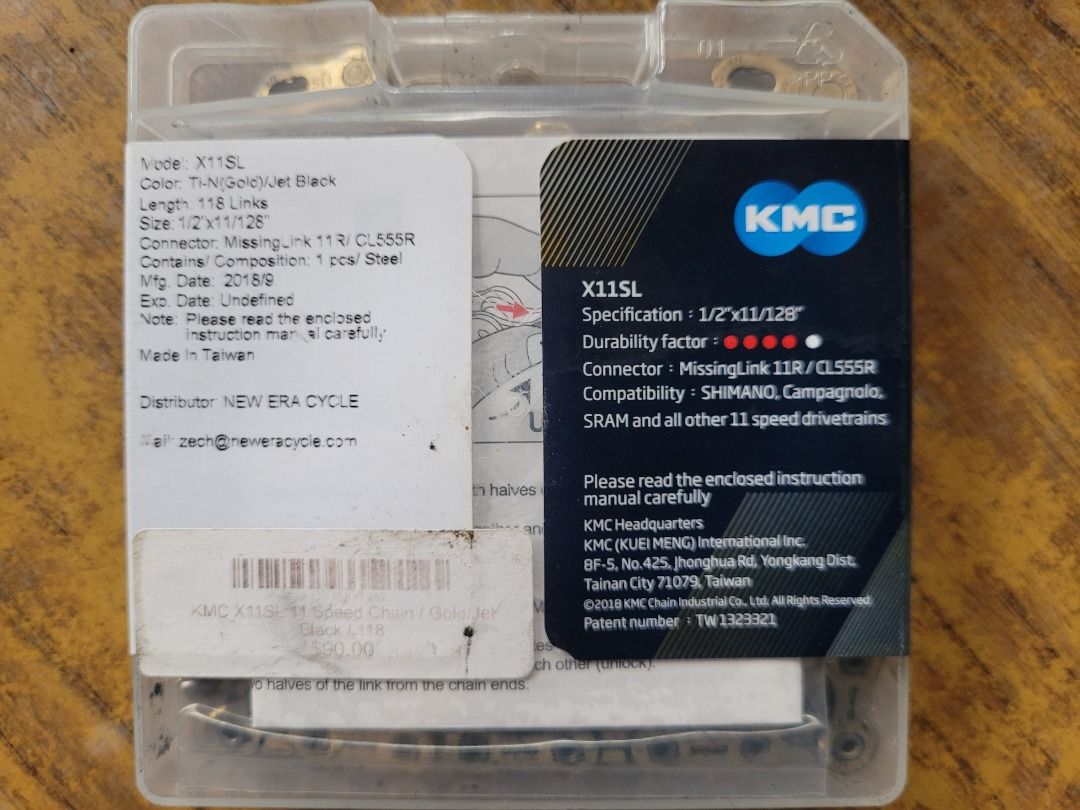 01
PP
Model: X11SL
Color: Ti-N(Gold)/Jet Black
Length: 118 Links
Size: 1/2"x11/128"
Connector: MissingLink 11R/ CL555R
Contains/ Composition: 1 pcs/ Steel
Mfg. Date: 2018/9
Exp. Date: Undefined
Note: Please read the enclosed
instruction manual carefully
Made In Taiwan
Distributor: NEW ERA CYCLE
Mail: zech@neweracycle.com
KMC X11SL 11 Speed Chain / Gold/Jet
Black / 118
$90.00
KMC
X11SL
Specification : 1/2"x11/128"
Durability factor :
Connector : MissingLink 11R / CL555R
Compatibility : SHIMANO, Campagnolo,
SRAM and all other 11 speed drivetrains
Please read the enclosed instruction
manual carefully
KMC Headquarters
KMC (KUEI MENG) International Inc.
8F-5, No.425, Jhonghua Rd, Yongkang Dist.
Tainan City 71079, Taiwan
©2018 KMC Chain Industrial Co., Ltd. All Rights Reserved
Patent number : TW 1323321
halves
ch other (unlock).
o halves of the link from the chain ends.